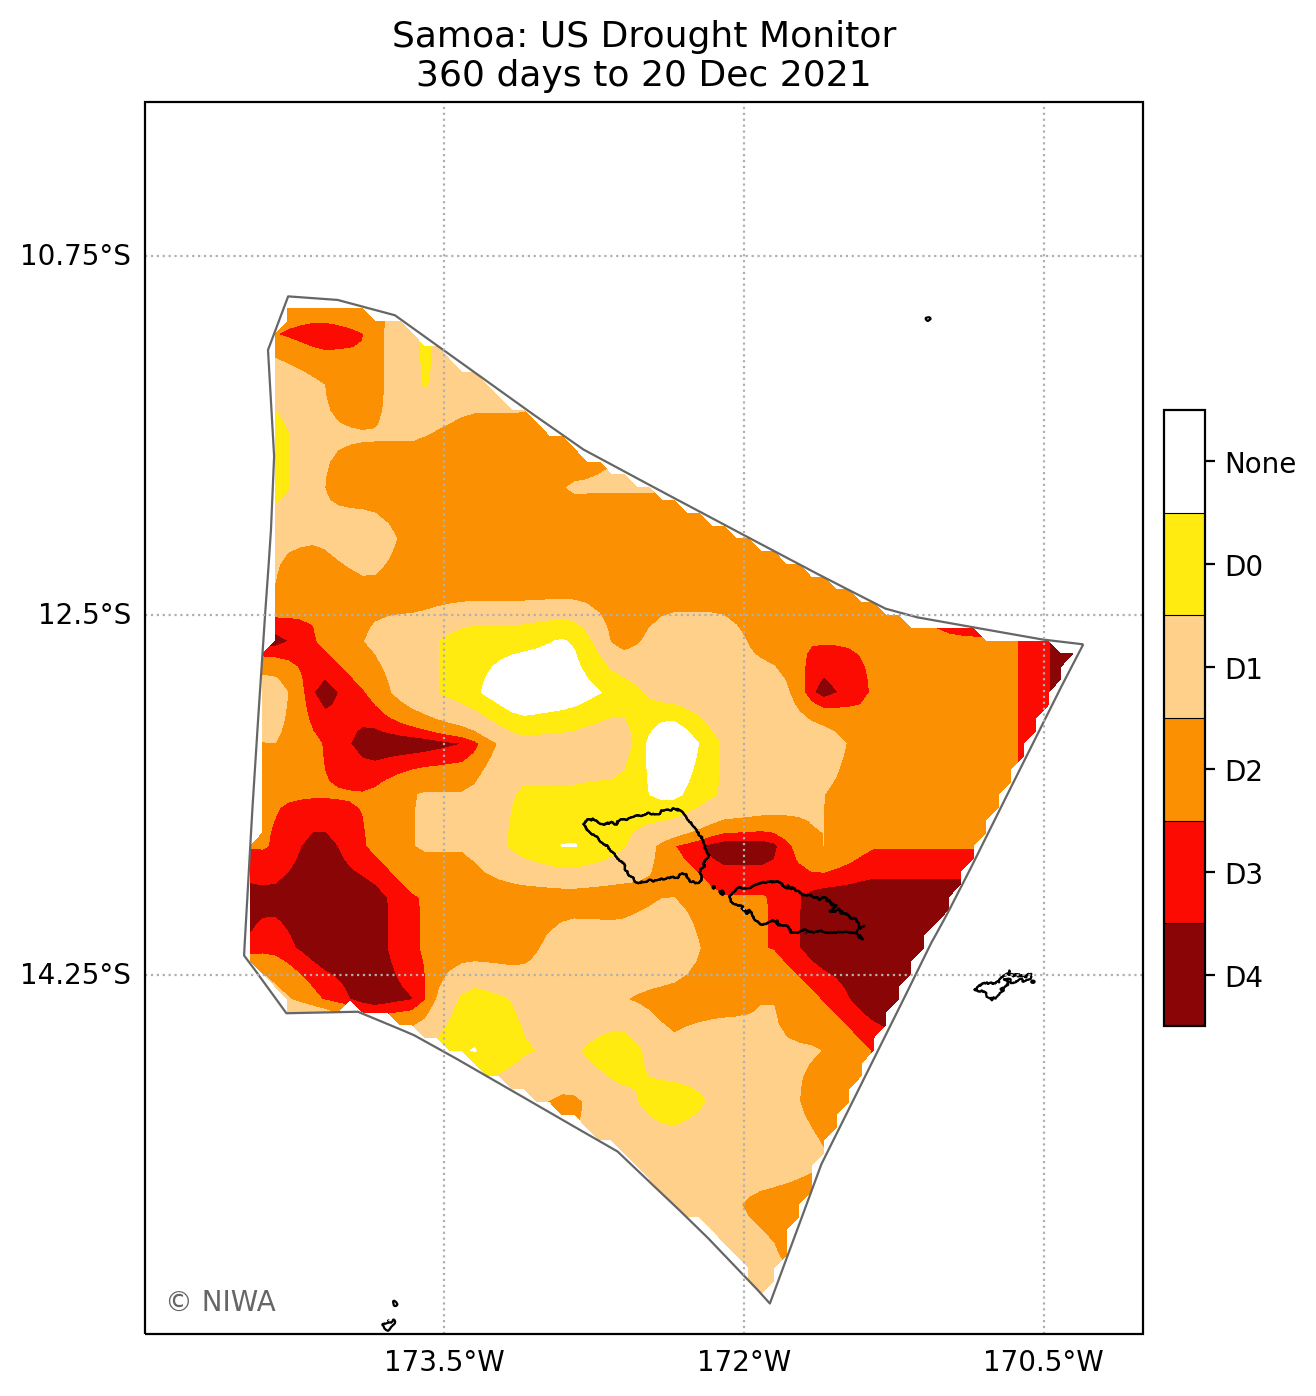 Samoa: US Drought Monitor
360 days to 20 Dec 2021
10.75°S
12.5°S
14.25°S
173.5°W
172°W
170.5°W
None
D0
D1
D2
D3
D4
© NIWA